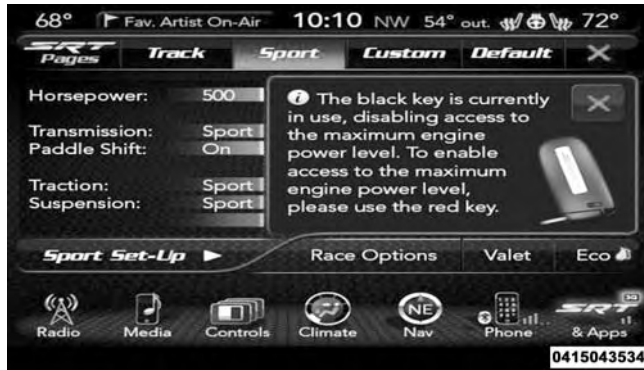 68° Fav. Artist On-Air 10:10 NW 54° out. 72°
SRT Pages Track Sport Custom Default
Horsepower: 500
Transmission: Sport
Paddle Shift: On
Traction: Sport
Suspension: Sport
The black key is currently
in use, disabling access to
the maximum engine
power level. To enable
access to the maximum
engine power level,
please use the red key.
Sport Set-Up Race Options Valet Eco
NE 3G SRT
Radio Media Controls Climate Nav Phone & Apps
0415043534